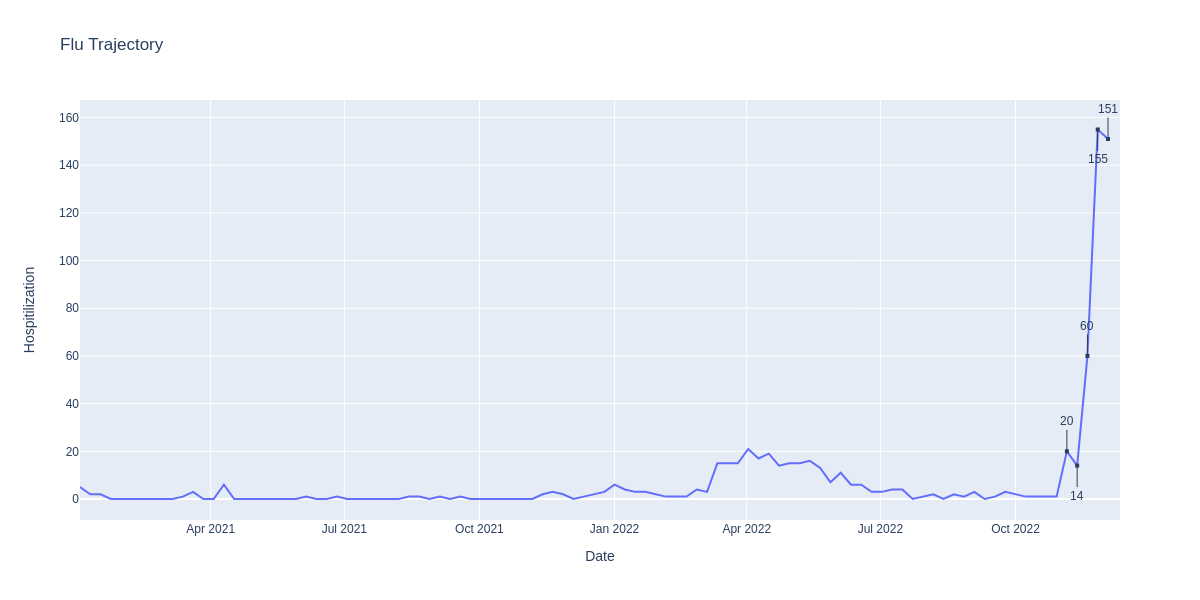 Flu Trajectory
151
160
155
140
120
100
80
60
60
40
20
20
14
0
Apr 2021
Jul 2021
Oct 2021
Jan 2022
Apr 2022
Jul 2022
Oct 2022
Date
Hospitilization